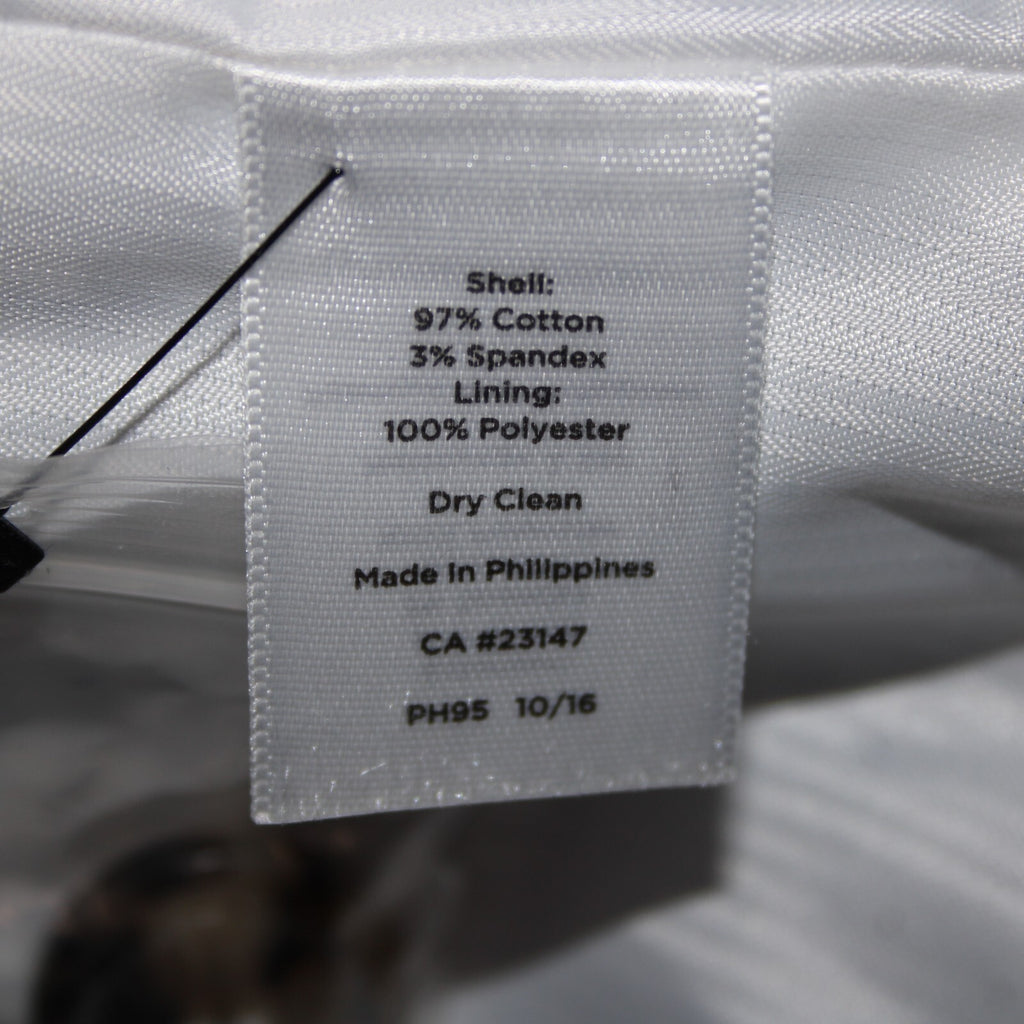 Shell:
97% Cotton
3% Spandex
Lining:
100% Polyester
Dry Clean
Made In Philippines
CA #23147
PH95 10/16